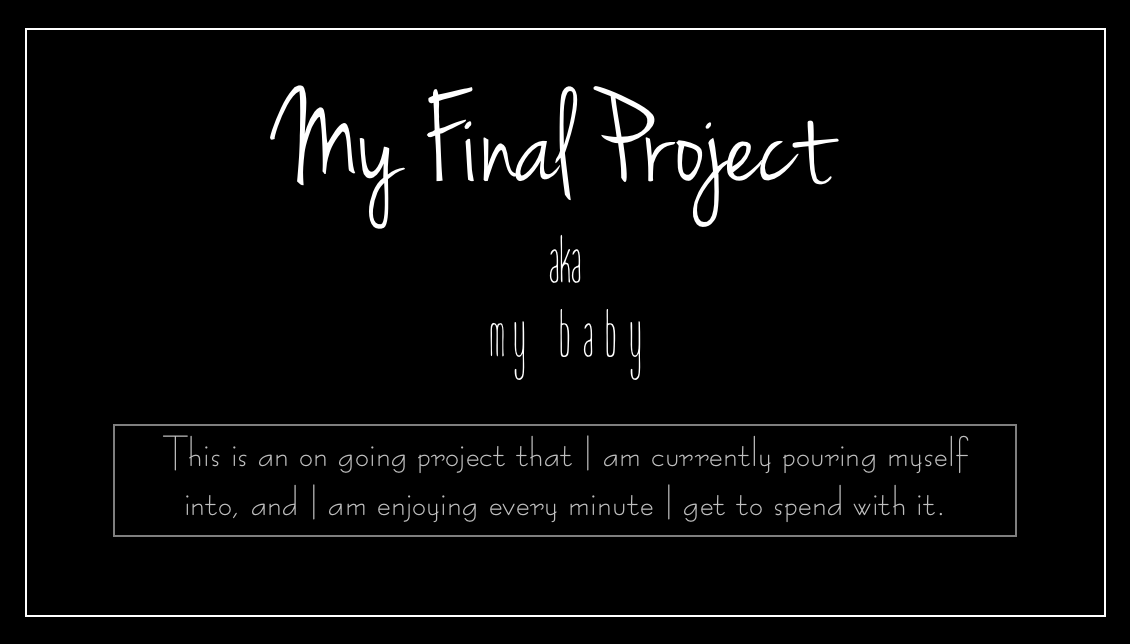 My Final Project
aka
my baby
This is an on going project that I am currently pouring myself
into, and I am enjoying every minute I get to spend with it.